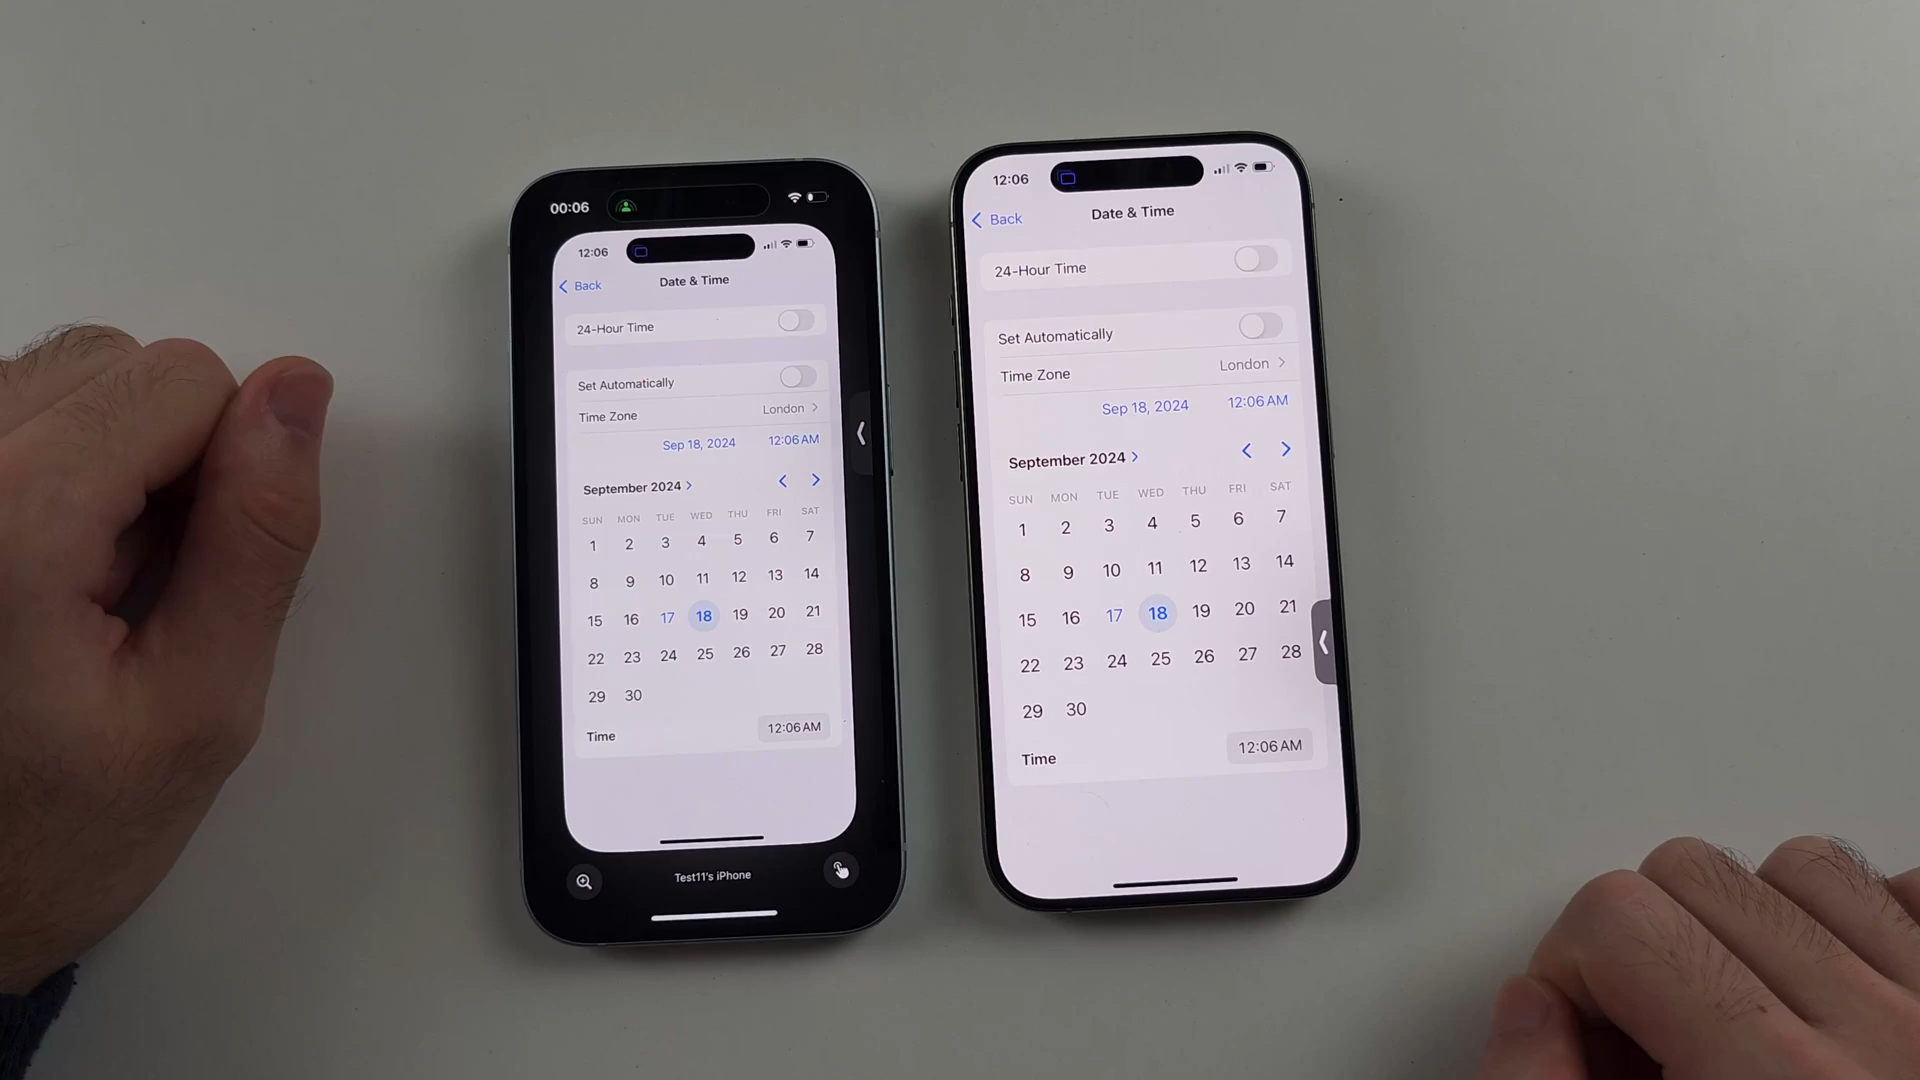 00:06
12:06
Back
Date & Time
24-Hour Time
Set Automatically
Time Zone
London
Sep 18, 2024
12:06 AM
September 2024
SUN MON TUE WED THU FRI SAT
1 2 3 4 5 6 7
8 9 10 11 12 13 14
15 16 17 18 19 20 21
22 23 24 25 26 27 28
29 30
Time
12:06 AM
Test11's iPhone
12:06
Back
Date & Time
24-Hour Time
Set Automatically
Time Zone
London
Sep 18, 2024
12:06 AM
September 2024
SUN MON TUE WED THU FRI SAT
1 2 3 4 5 6 7
8 9 10 11 12 13 14
15 16 17 18 19 20 21
22 23 24 25 26 27 28
29 30
Time
12:06 AM